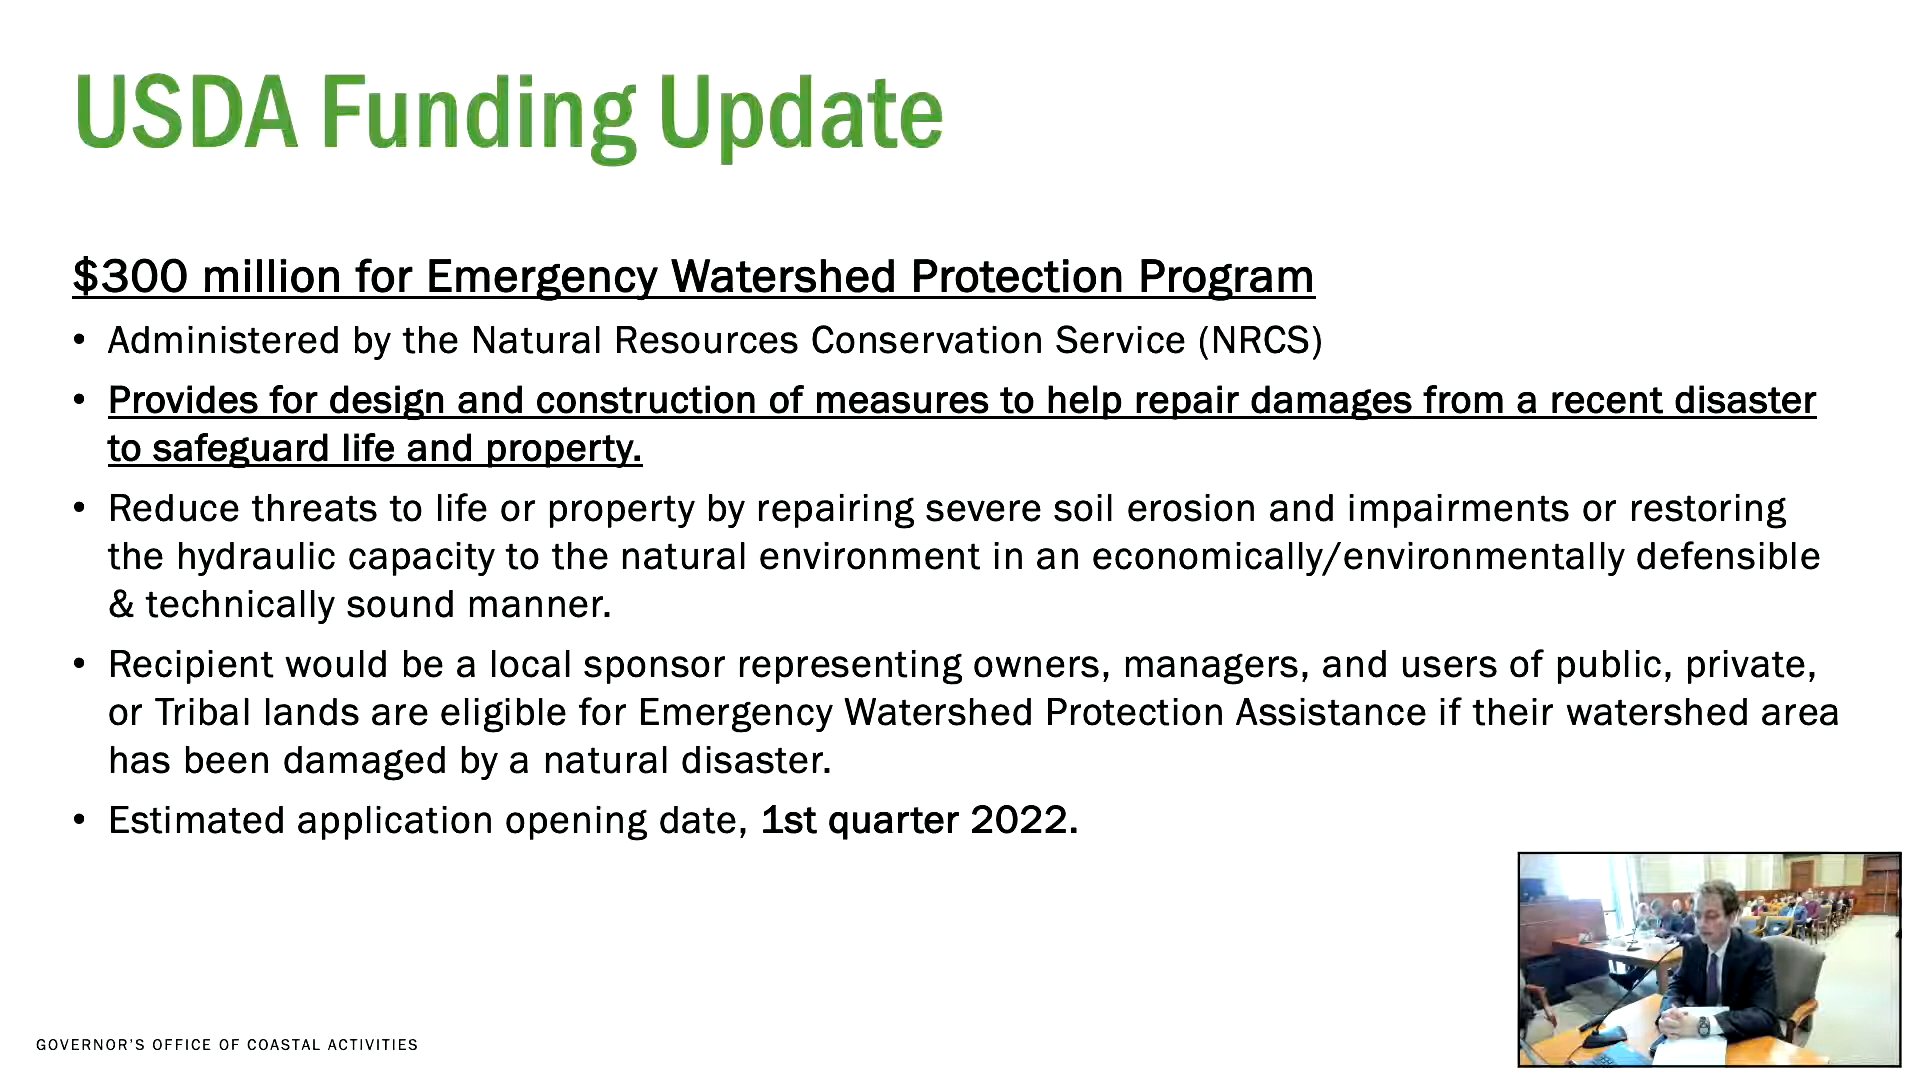 USDA Funding Update
$300 million for Emergency Watershed Protection Program
• Administered by the Natural Resources Conservation Service (NRCS)
• Provides for design and construction of measures to help repair damages from a recent disaster
to safeguard life and property.
• Reduce threats to life or property by repairing severe soil erosion and impairments or restoring
the hydraulic capacity to the natural environment in an economically/environmentally defensible
& technically sound manner.
• Recipient would be a local sponsor representing owners, managers, and users of public, private,
or Tribal lands are eligible for Emergency Watershed Protection Assistance if their watershed area
has been damaged by a natural disaster.
• Estimated application opening date, 1st quarter 2022.
GOVERNOR'S OFFICE OF COASTAL ACTIVITIES